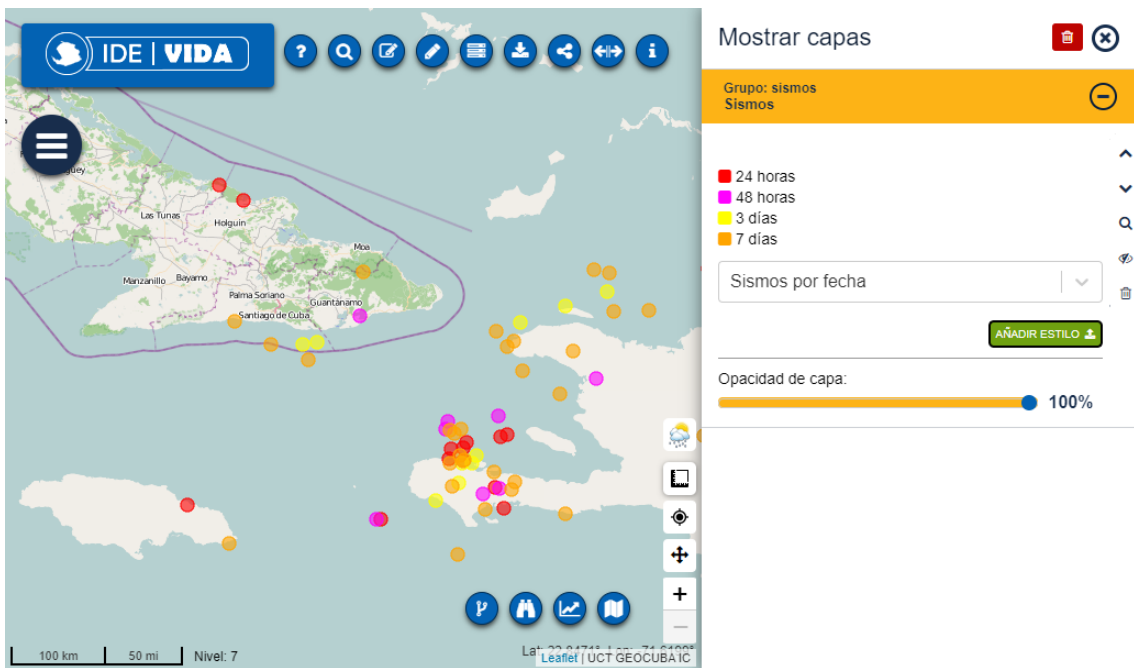 IDE | VIDA
?
i
guey
Las Tunas
Holguín
Moa
Manzanillo
Bayamo
Palma Soriano
Guantánamo
Santiago de Cuba
100 km
50 mi
Nivel: 7
+
−
Leaflet | UCT GEOCUBA IC
Mostrar capas
Grupo: sismos
Sismos
24 horas
48 horas
3 días
7 días
Sismos por fecha
AÑADIR ESTILO
Opacidad de capa:
100%